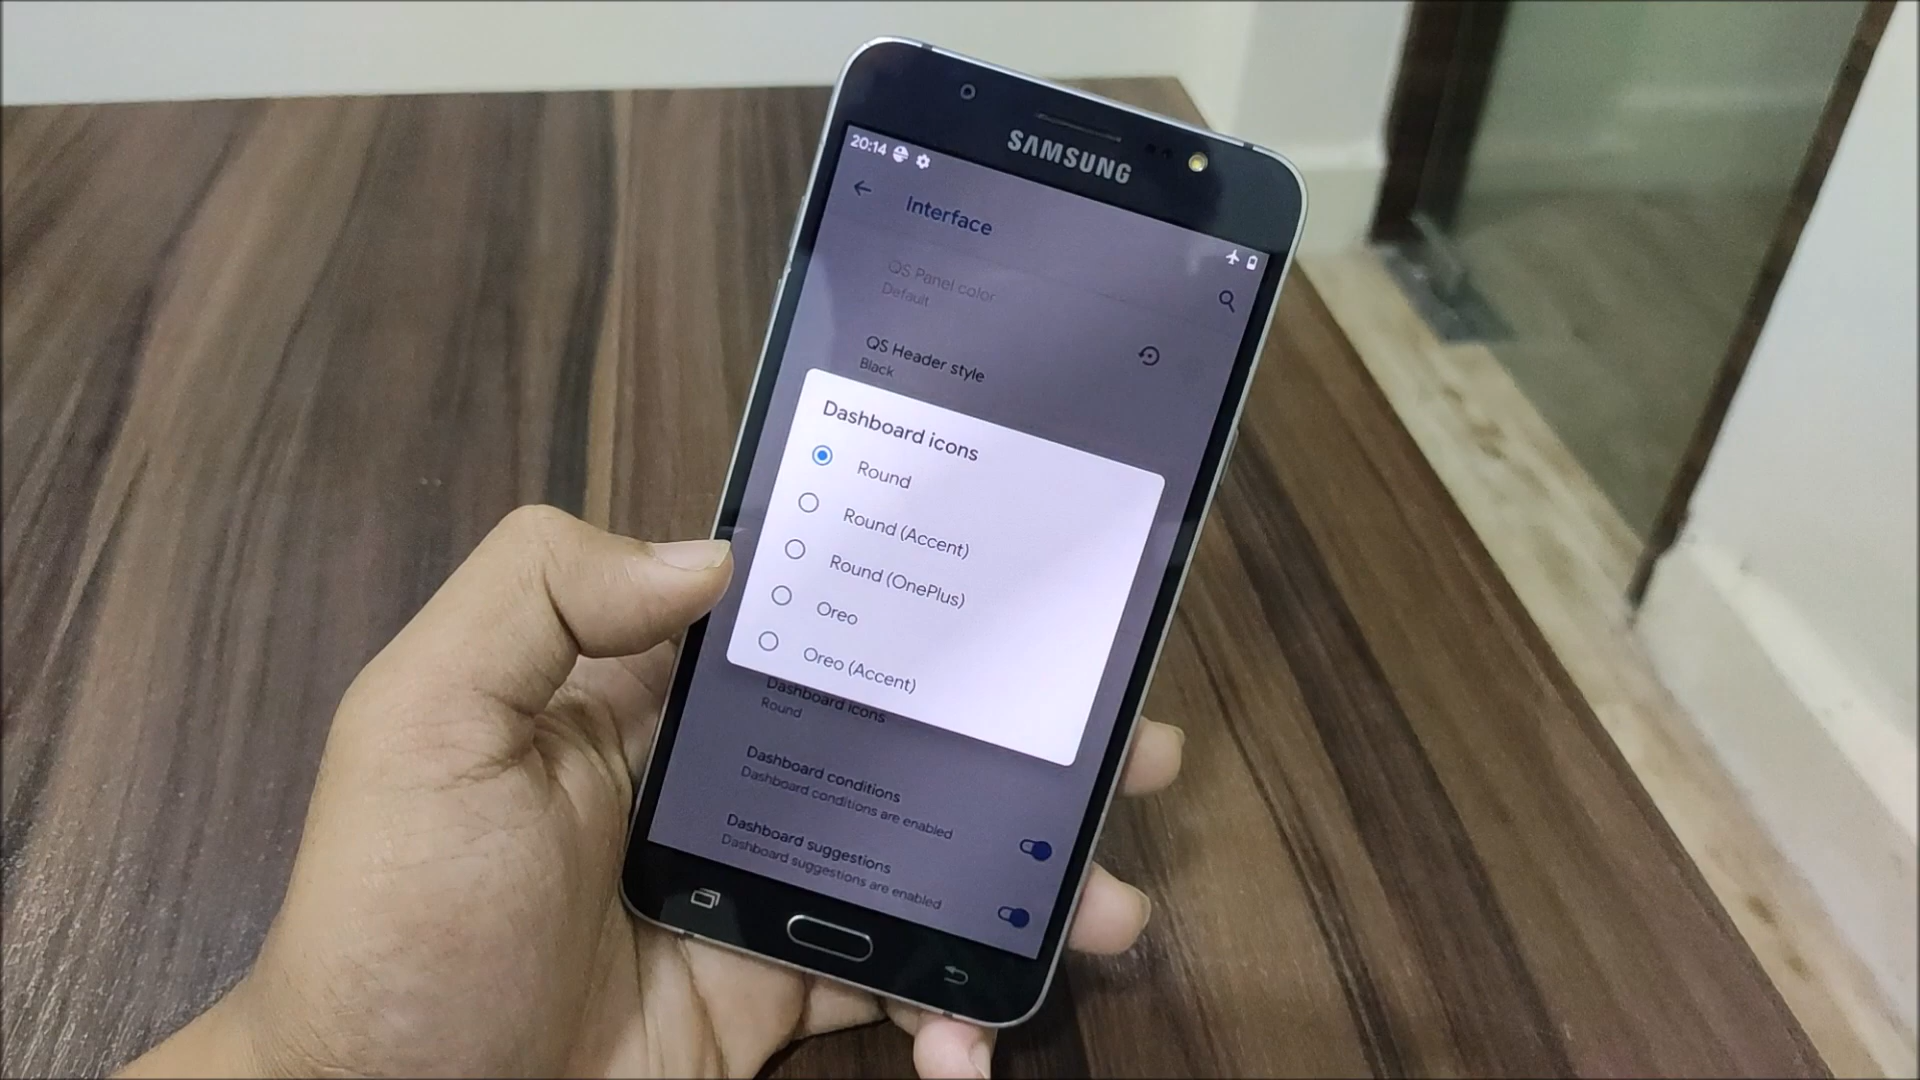 SAMSUNG
20:14
Interface
QS Panel color
Default
QS Header style
Black
Dashboard icons
Round
Round (Accent)
Round (OnePlus)
Oreo
Oreo (Accent)
Dashboard icons
Round
Dashboard conditions
Dashboard conditions are enabled
Dashboard suggestions
Dashboard suggestions are enabled